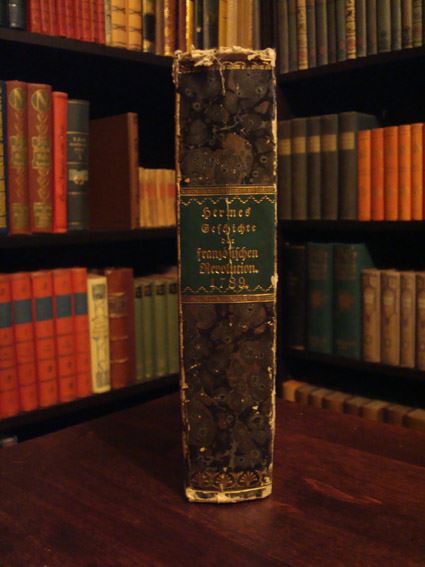 Hermes
Geschichte
der
französischen
Revolution.
1789.